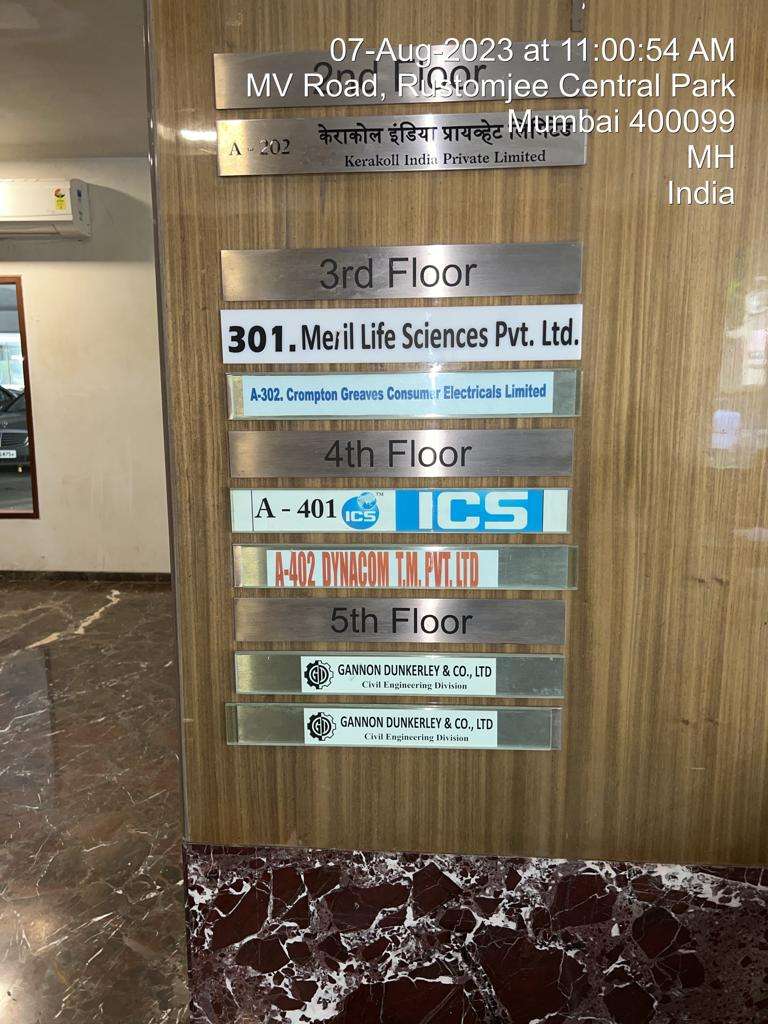 07-Aug-2023 at 11:00:54 AM
MV Road, Rustomjee Central Park
Mumbai 400099
MH
India
2nd Floor
A - 202
केराकोल इंडिया प्रायव्हेट लिमिटेड
Kerakoll India Private Limited
3rd Floor
301. Meril Life Sciences Pvt. Ltd.
A-302. Crompton Greaves Consumer Electricals Limited
4th Floor
A - 401 ICS™ ICS
A-402 DYNACOM T.M. PVT. LTD
5th Floor
GANNON DUNKERLEY & CO., LTD
Civil Engineering Division
GANNON DUNKERLEY & CO., LTD
Civil Engineering Division